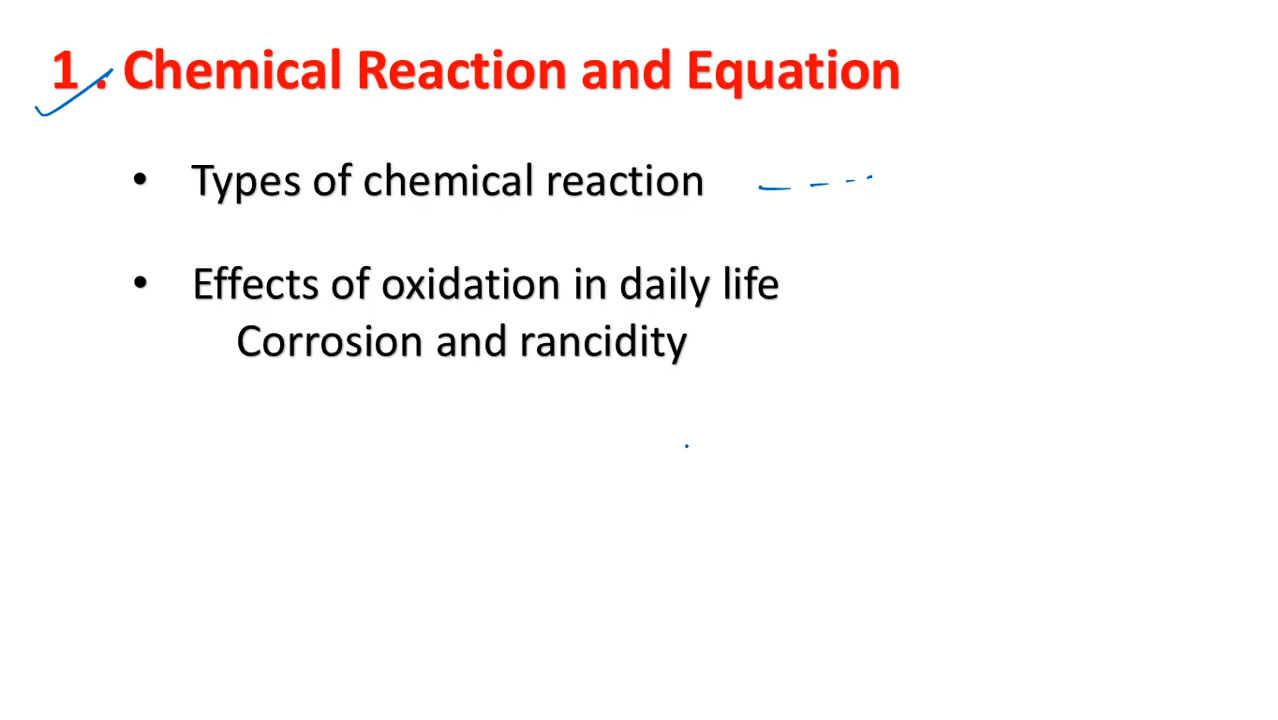 1 . Chemical Reaction and Equation
• Types of chemical reaction
• Effects of oxidation in daily life
Corrosion and rancidity